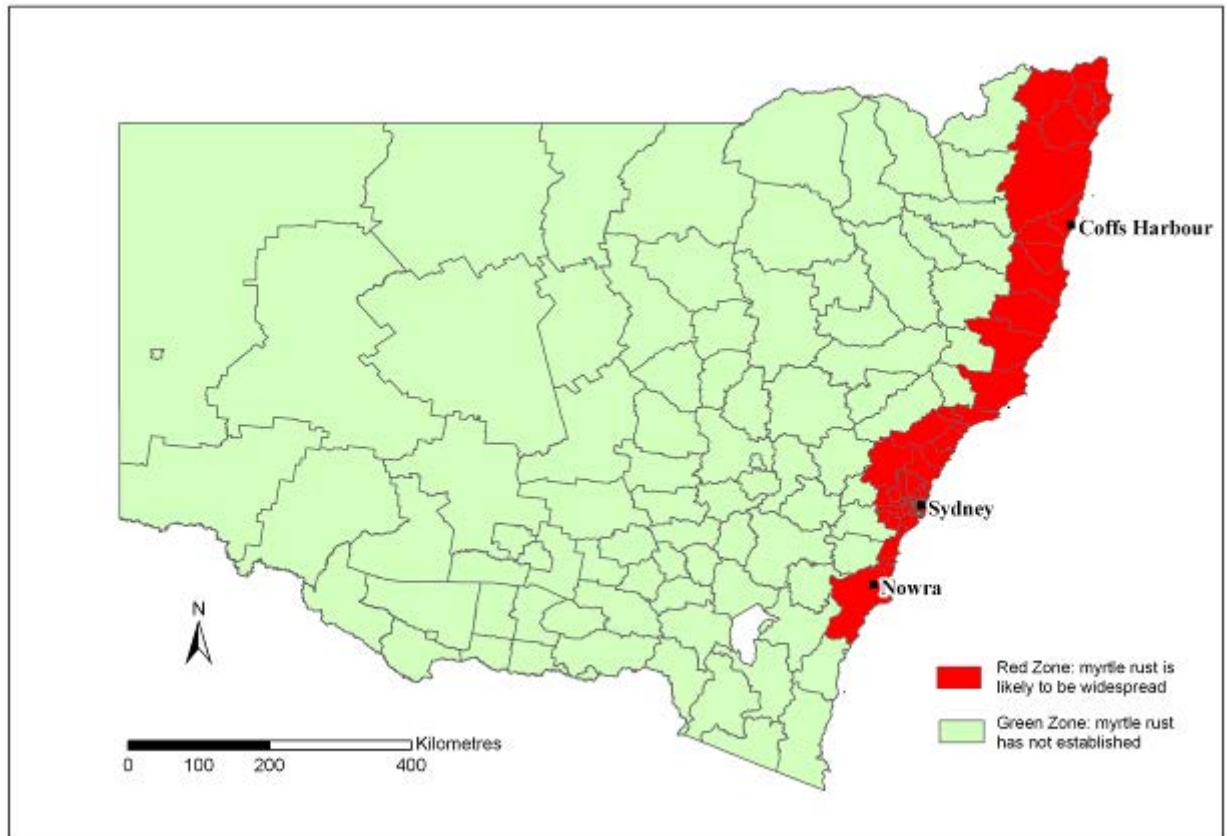 Coffs Harbour
Sydney
Nowra
N
Red Zone: myrtle rust is
likely to be widespread
Green Zone: myrtle rust
has not established
Kilometres
0 100 200 400